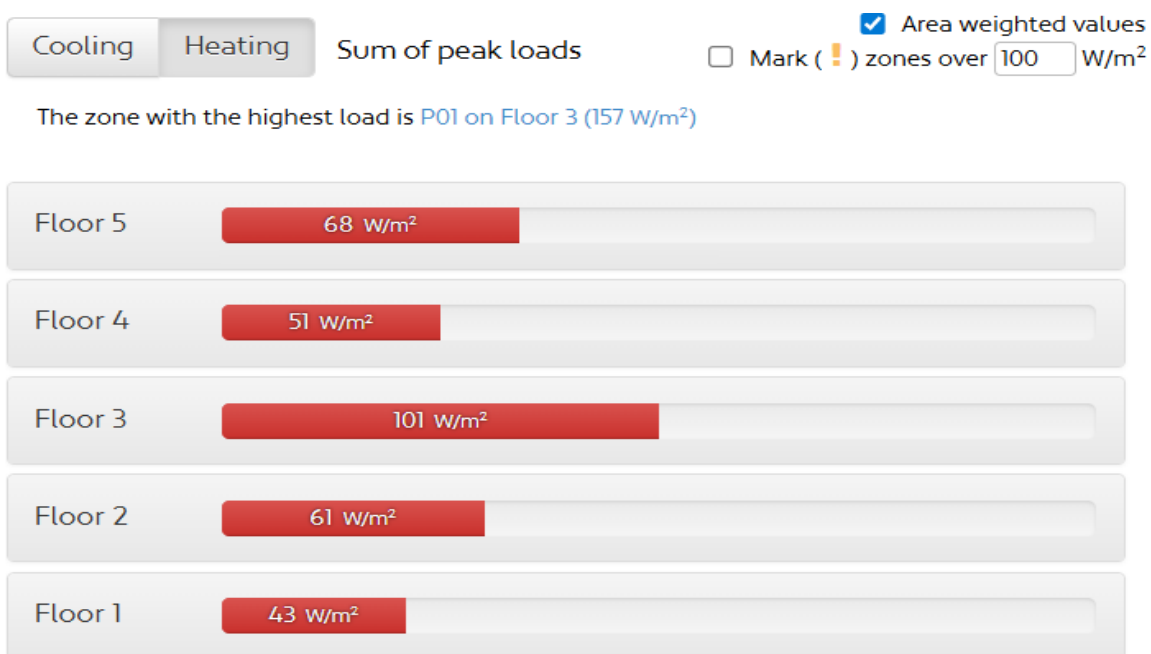 Cooling Heating Sum of peak loads
Area weighted values
Mark ( ! ) zones over 100 W/m²
The zone with the highest load is P01 on Floor 3 (157 W/m²)
Floor 5 68 W/m²
Floor 4 51 W/m²
Floor 3 101 W/m²
Floor 2 61 W/m²
Floor 1 43 W/m²